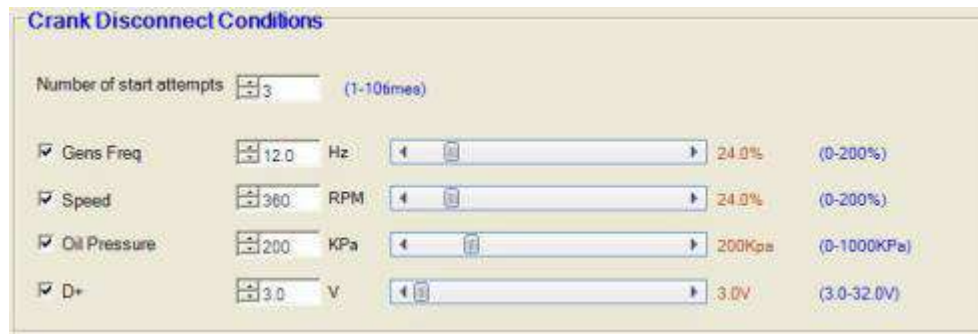 Crank Disconnect Conditions
Number of start attempts 3 (1-10times)
Gens Freq 12.0 Hz 24.0% (0-200%)
Speed 360 RPM 24.0% (0-200%)
Oil Pressure 200 KPa 200Kpa (0-1000KPa)
D+ 3.0 V 3.0V (3.0-32.0V)